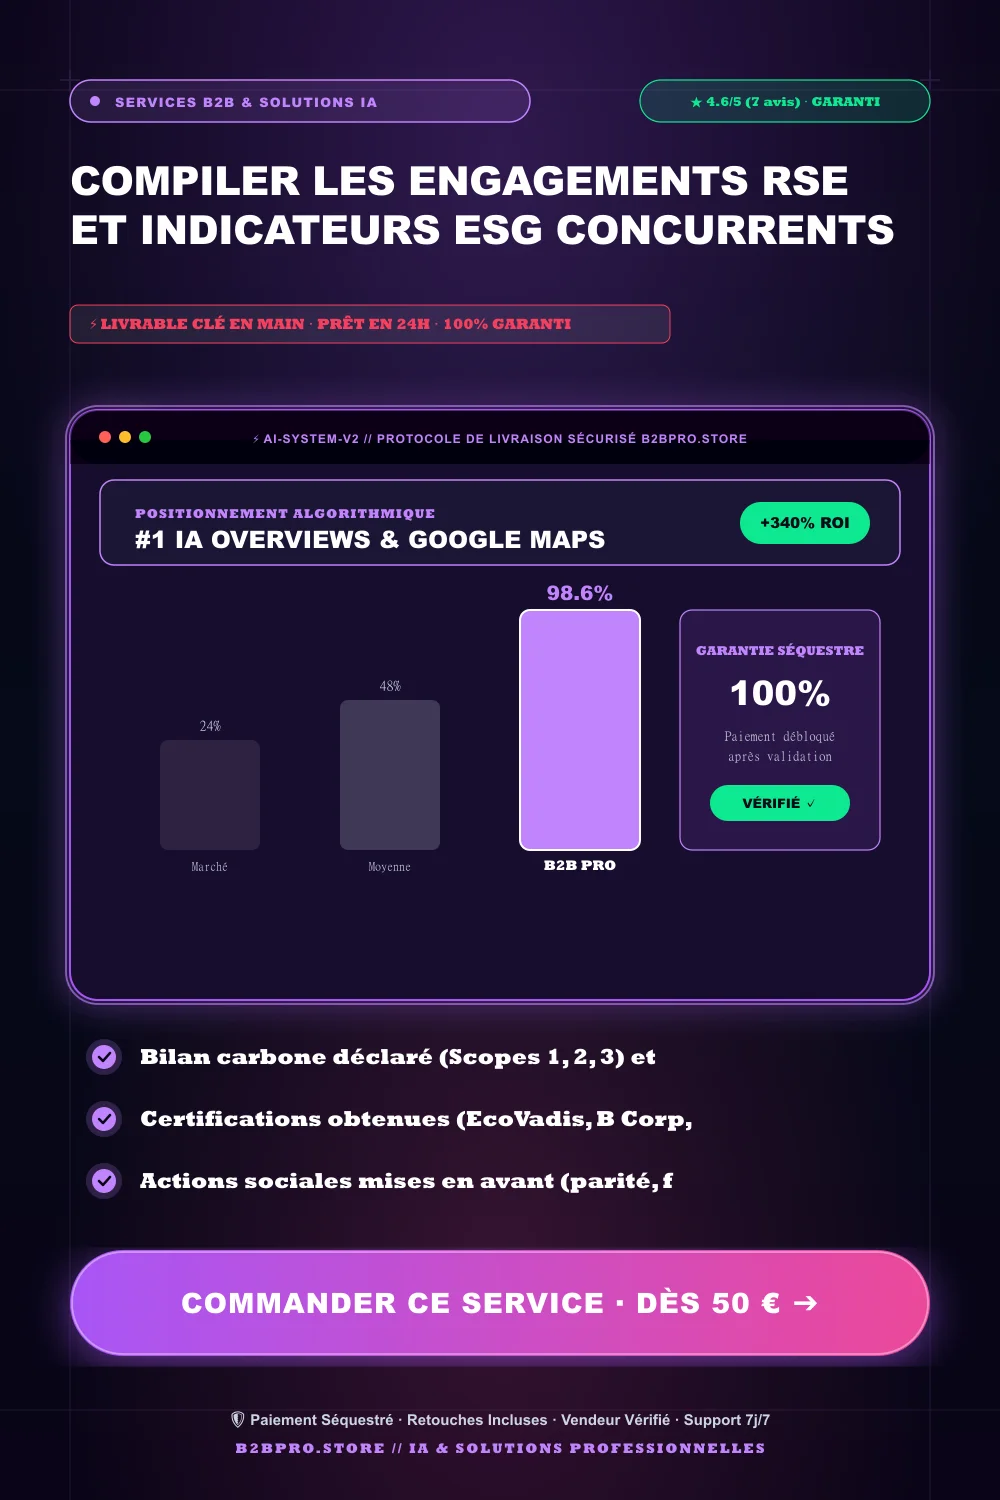 SERVICES B2B & SOLUTIONS IA
★ 4.6/5 (7 avis) · GARANTI
COMPILER LES ENGAGEMENTS RSE
ET INDICATEURS ESG CONCURRENTS
⚡ LIVRABLE CLÉ EN MAIN · PRÊT EN 24H · 100% GARANTI
⚡ AI-SYSTEM-V2 // PROTOCOLE DE LIVRAISON SÉCURISÉ B2BPRO.STORE
POSITIONNEMENT ALGORITHMIQUE
#1 IA OVERVIEWS & GOOGLE MAPS
+340% ROI
24%
Marché
48%
Moyenne
98.6%
B2B PRO
GARANTIE SÉQUESTRE
100%
Paiement débloqué
après validation
VÉRIFIÉ ✓
Bilan carbone déclaré (Scopes 1, 2, 3) et
Certifications obtenues (EcoVadis, B Corp,
Actions sociales mises en avant (parité, f
COMMANDER CE SERVICE · DÈS 50 € ➔
🛡 Paiement Séquestré · Retouches Incluses · Vendeur Vérifié · Support 7j/7
B2BPRO.STORE // IA & SOLUTIONS PROFESSIONNELLES